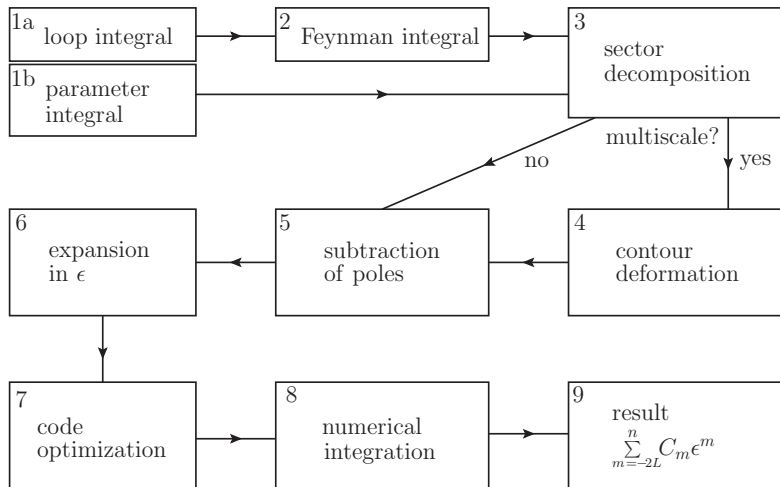 1a
loop integral
2
Feynman integral
3
sector
decomposition
1b
parameter
integral
multiscale?
no
yes
6
expansion
in ϵ
5
subtraction
of poles
4
contour
deformation
7
code
optimization
8
numerical
integration
9
result
n
∑ C_m ϵ^m
m=-2L